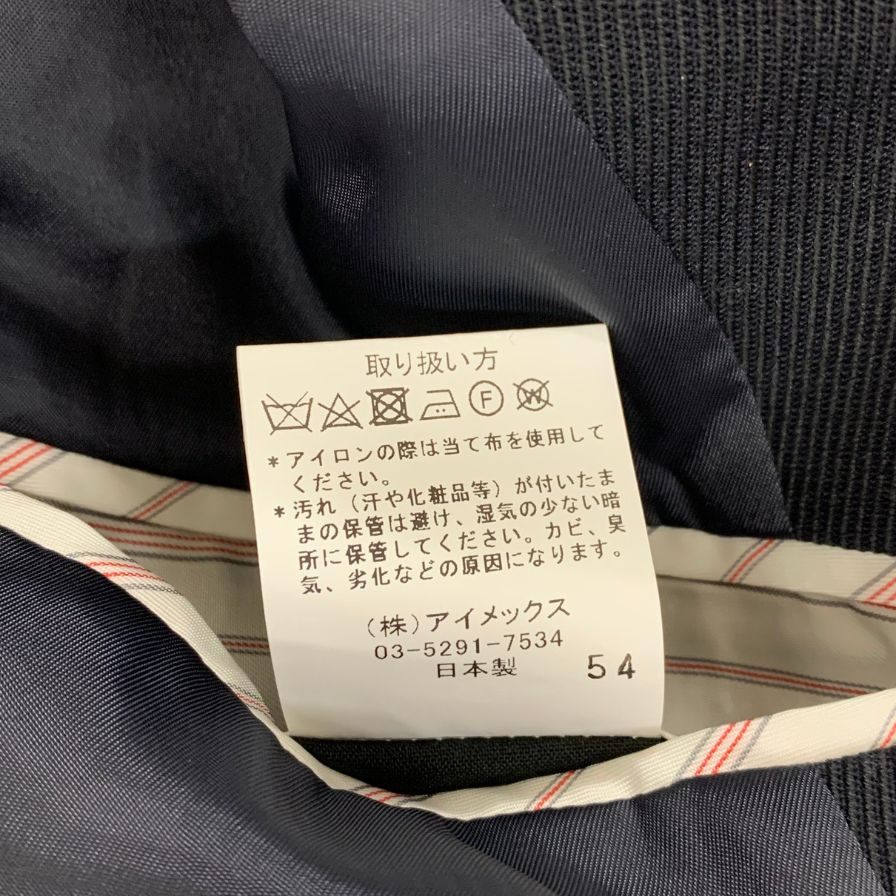 取り扱い方
F W
*アイロンの際は当て布を使用して
ください。
*汚れ（汗や化粧品等）が付いたま
まの保管は避け、湿気の少ない暗
所に保管してください。カビ、臭
気、劣化などの原因になります。
（株）アイメックス
03-5291-7534
日本製 54